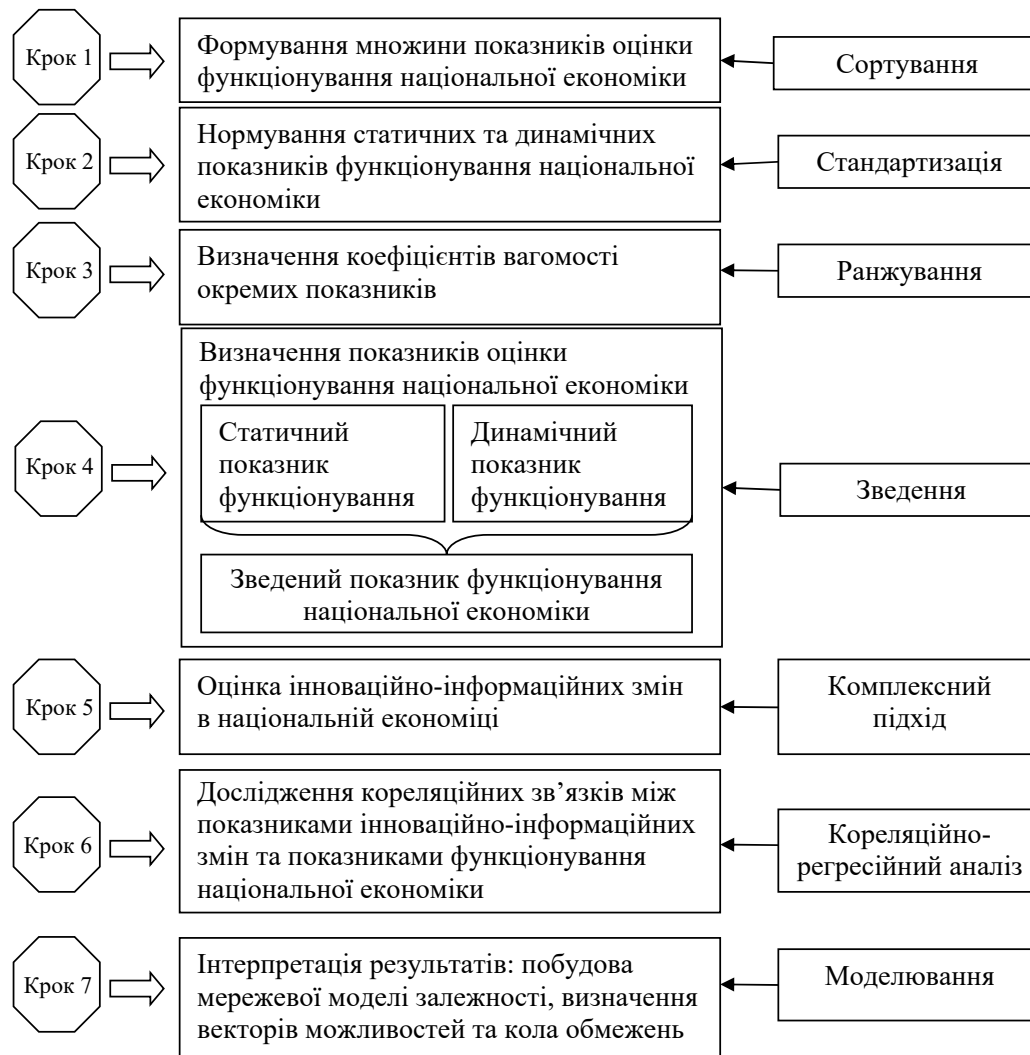 Крок 1
Формування множини показників оцінки
функціонування національної економіки
Сортування
Крок 2
Нормування статичних та динамічних
показників функціонування національної
економіки
Стандартизація
Крок 3
Визначення коефіцієнтів вагомості
окремих показників
Ранжування
Крок 4
Визначення показників оцінки
функціонування національної економіки
Статичний
показник
функціонування
Динамічний
показник
функціонування
Зведений показник функціонування
національної економіки
Зведення
Крок 5
Оцінка інноваційно-інформаційних змін
в національній економіці
Комплексний
підхід
Крок 6
Дослідження кореляційних зв’язків між
показниками інноваційно-інформаційних
змін та показниками функціонування
національної економіки
Кореляційно-
регресійний аналіз
Крок 7
Інтерпретація результатів: побудова
мережевої моделі залежності, визначення
векторів можливостей та кола обмежень
Моделювання